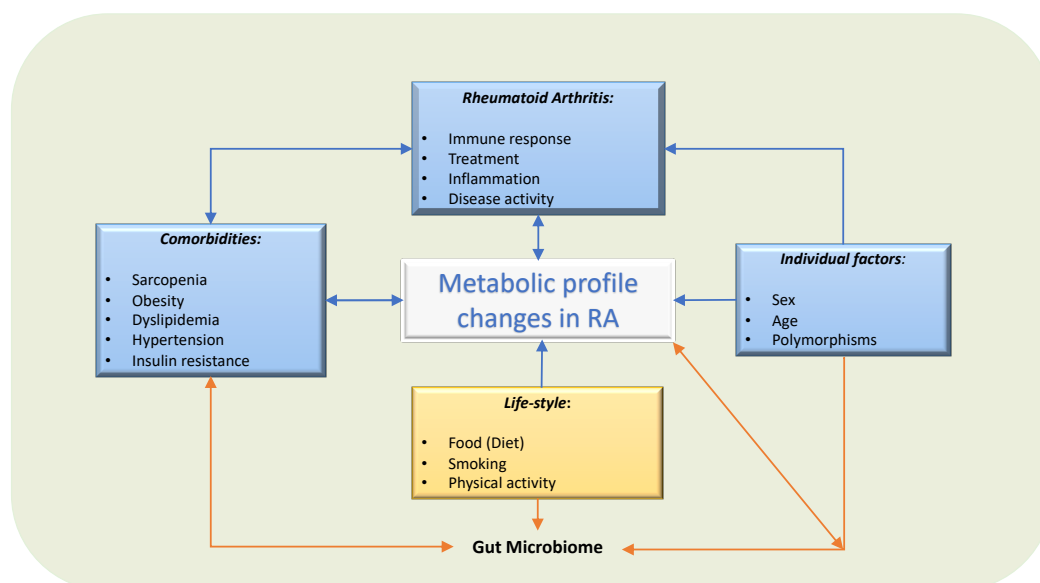 Rheumatoid Arthritis:
• Immune response
• Treatment
• Inflammation
• Disease activity
Comorbidities:
• Sarcopenia
• Obesity
• Dyslipidemia
• Hypertension
• Insulin resistance
Metabolic profile
changes in RA
Individual factors:
• Sex
• Age
• Polymorphisms
Life-style:
• Food (Diet)
• Smoking
• Physical activity
Gut Microbiome